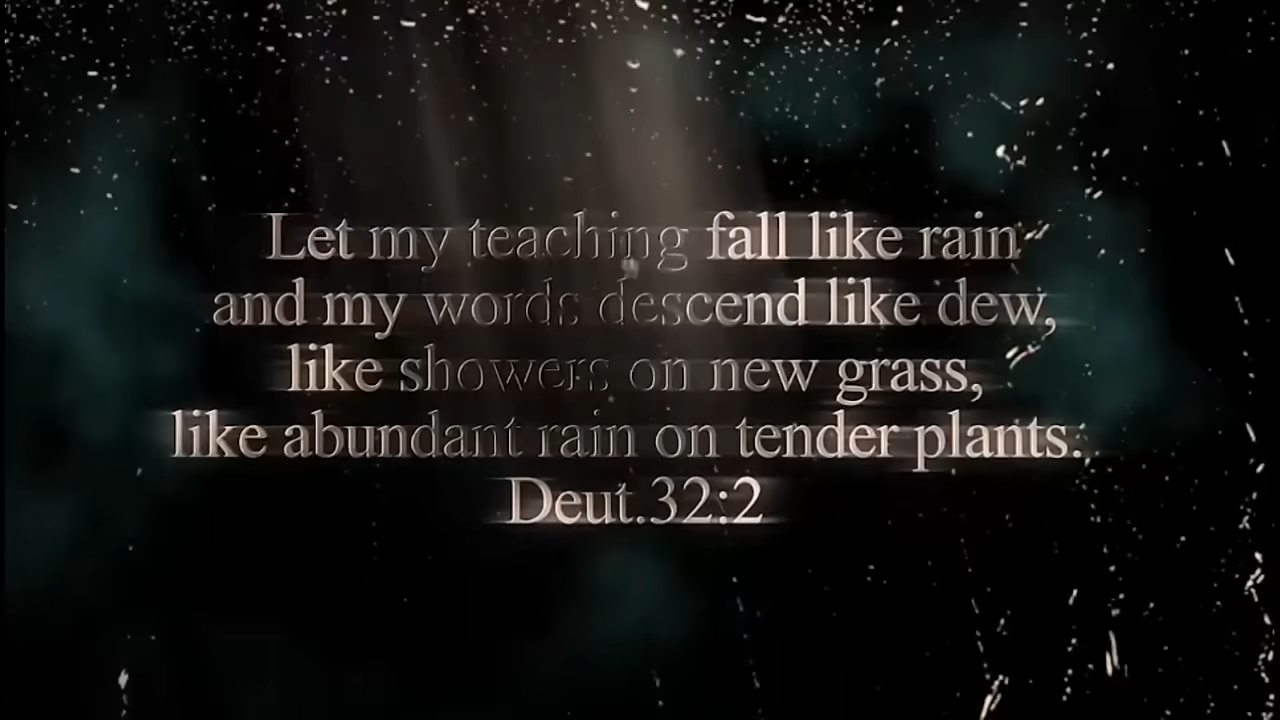 Let my teaching fall like rain
and my words descend like dew,
like showers on new grass,
like abundant rain on tender plants.
Deut.32:2